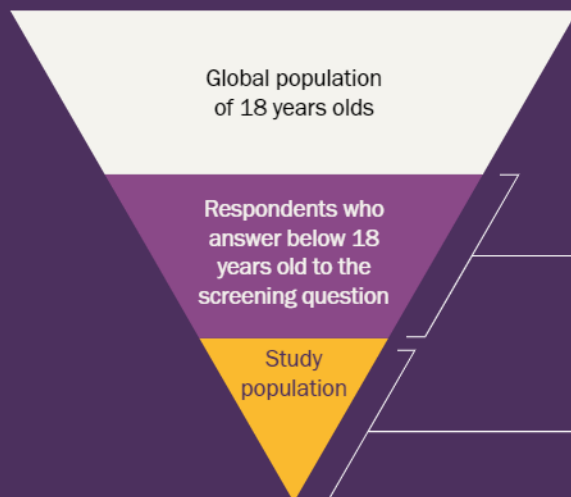 Global population
of 18 years olds
Respondents who
answer below 18
years old to the
screening question
Study
population